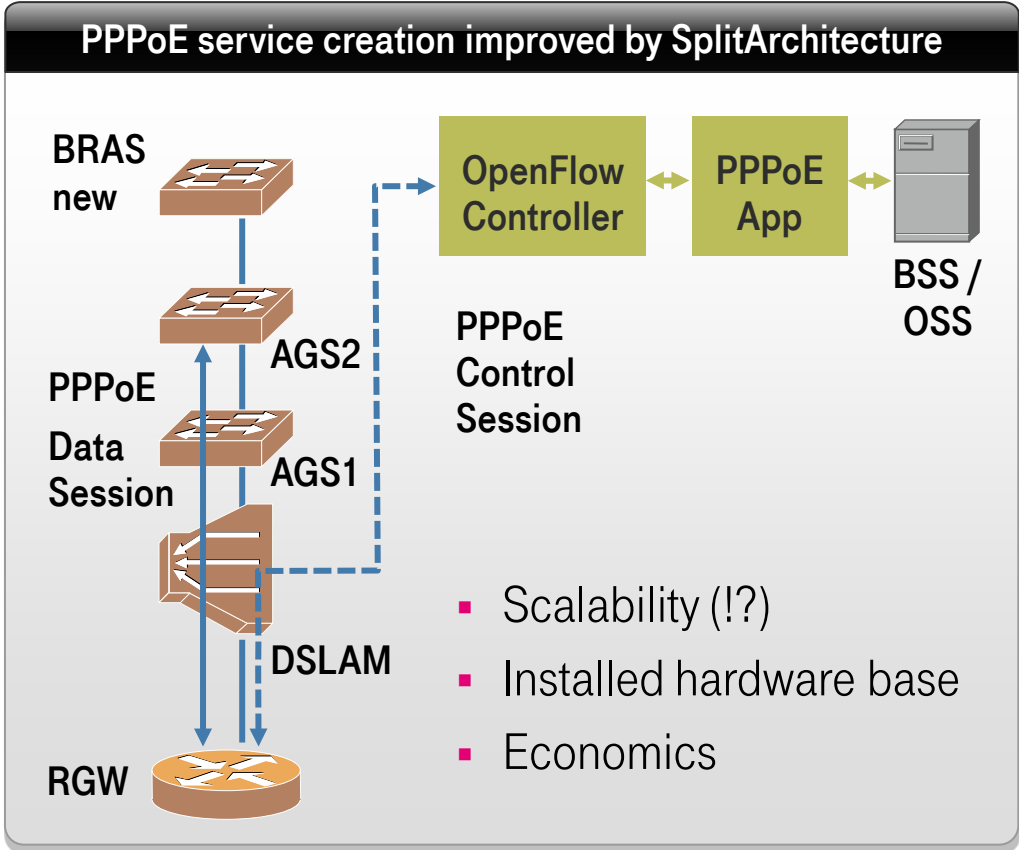 PPPoE service creation improved by SplitArchitecture
BRAS
new
OpenFlow
Controller
PPPoE
App
BSS /
OSS
AGS2
PPPoE
Control
Session
PPPoE
Data
Session
AGS1
DSLAM
RGW
▪ Scalability (!?)
▪ Installed hardware base
▪ Economics